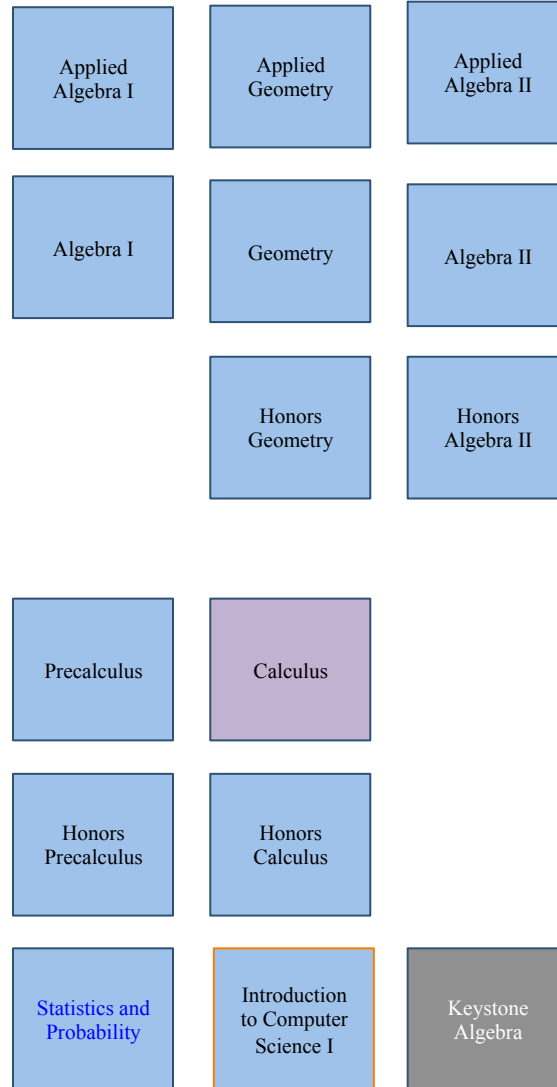 Applied
Algebra I
Applied
Geometry
Applied
Algebra II
Algebra I
Geometry
Algebra II
Honors
Geometry
Honors
Algebra II
Precalculus
Calculus
Honors
Precalculus
Honors
Calculus
Statistics and
Probability
Introduction
to Computer
Science I
Keystone
Algebra